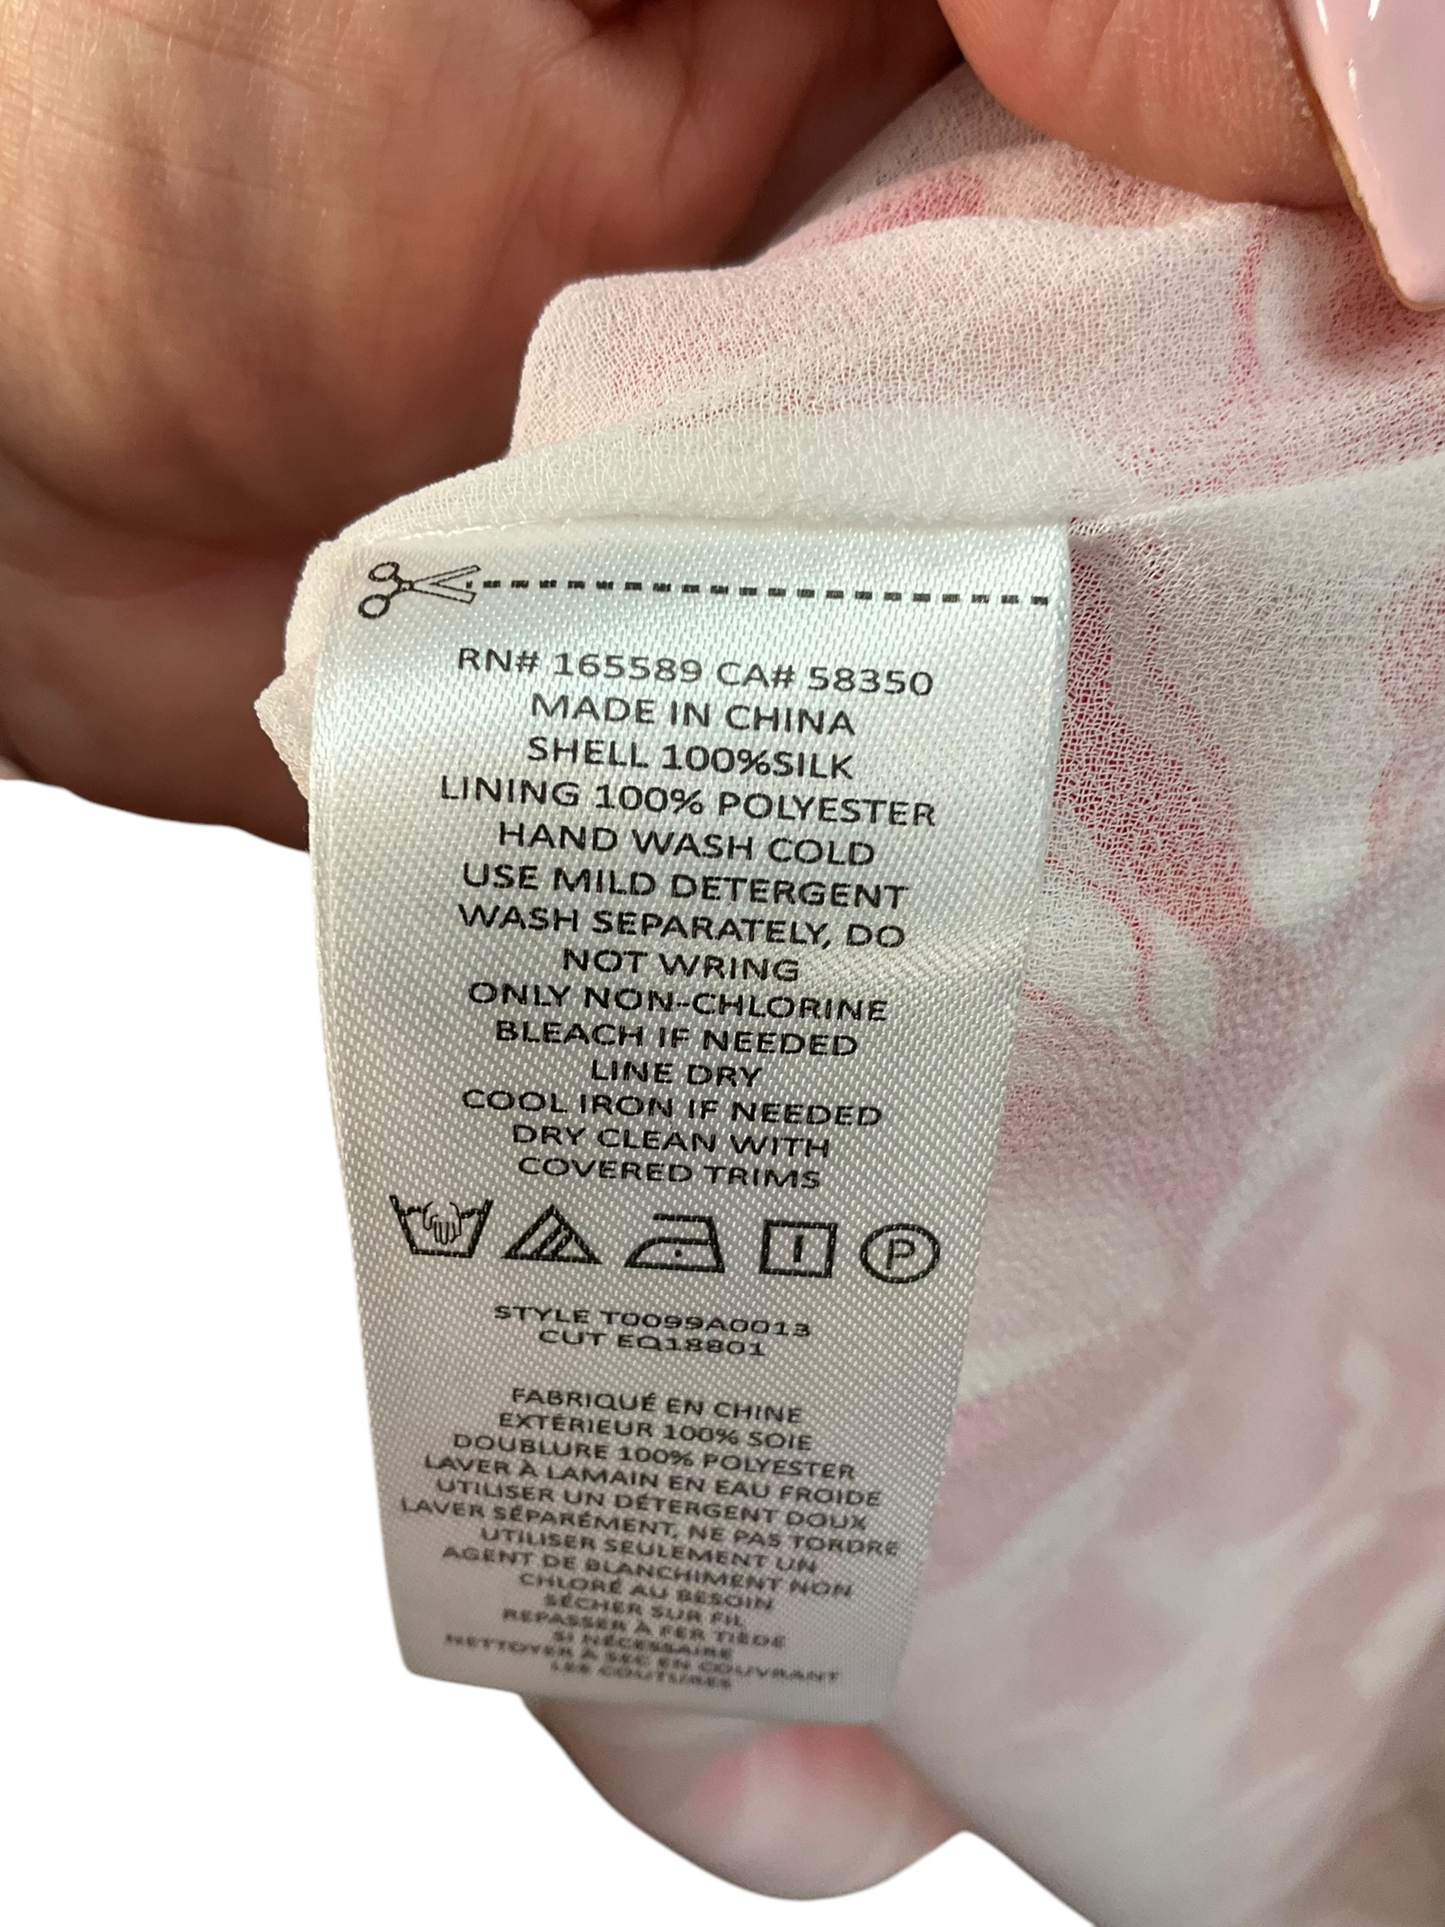 RN# 165589 CA# 58350
MADE IN CHINA
SHELL 100%SILK
LINING 100% POLYESTER
HAND WASH COLD
USE MILD DETERGENT
WASH SEPARATELY, DO
NOT WRING
ONLY NON-CHLORINE
BLEACH IF NEEDED
LINE DRY
COOL IRON IF NEEDED
DRY CLEAN WITH
COVERED TRIMS
P
STYLE T0099A0013
CUT EQ18801
FABRIQUÉ EN CHINE
EXTÉRIEUR 100% SOIE
DOUBLURE 100% POLYESTER
LAVER À LAMAIN EN EAU FROIDE
UTILISER UN DÉTERGENT DOUX
LAVER SÉPARÉMENT, NE PAS TORDRE
UTILISER SEULEMENT UN
AGENT DE BLANCHIMENT NON
CHLORÉ AU BESOIN
SÉCHER SUR FIL
REPASSER À FER TIÈDE
SI NÉCESSAIRE
NETTOYER À SEC EN COUVRANT
LES COUTURES